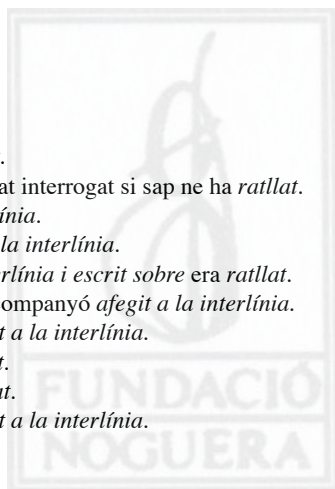 .
at interrogat si sap ne ha ratllat.
ínia.
la interlínia.
rlínia i escrit sobre era ratllat.
ompanyó afegit a la interlínia.
t a la interlínia.
t.
at.
t a la interlínia.
FUNDACIÓ
NOGUERA